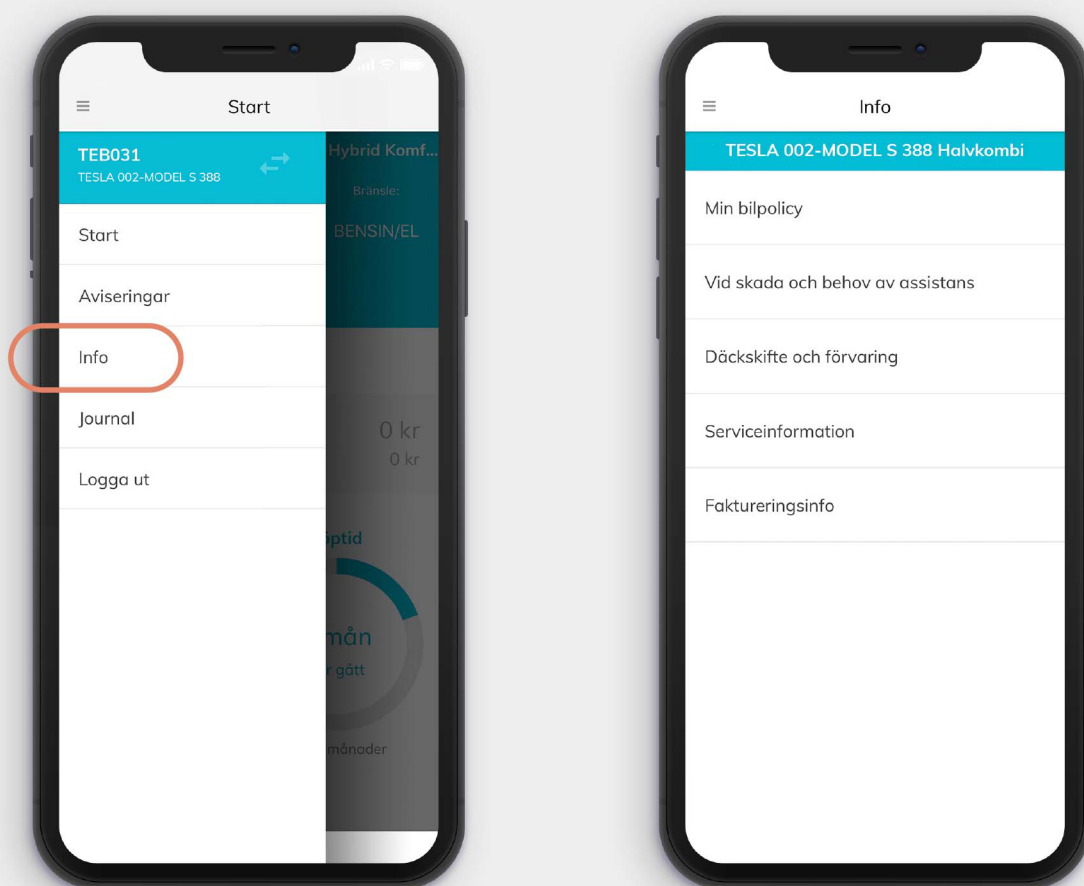 Start
TEB031
TESLA 002-MODEL S 388
Hybrid Komf...
Bränsle:
BENSIN/EL
Start
Aviseringar
Info
Journal
Logga ut
0 kr
0 kr
mån
gått
månader
Info
TESLA 002-MODEL S 388 Halvkombi
Min bilpolicy
Vid skada och behov av assistans
Däckskifte och förvaring
Serviceinformation
Faktureringsinfo